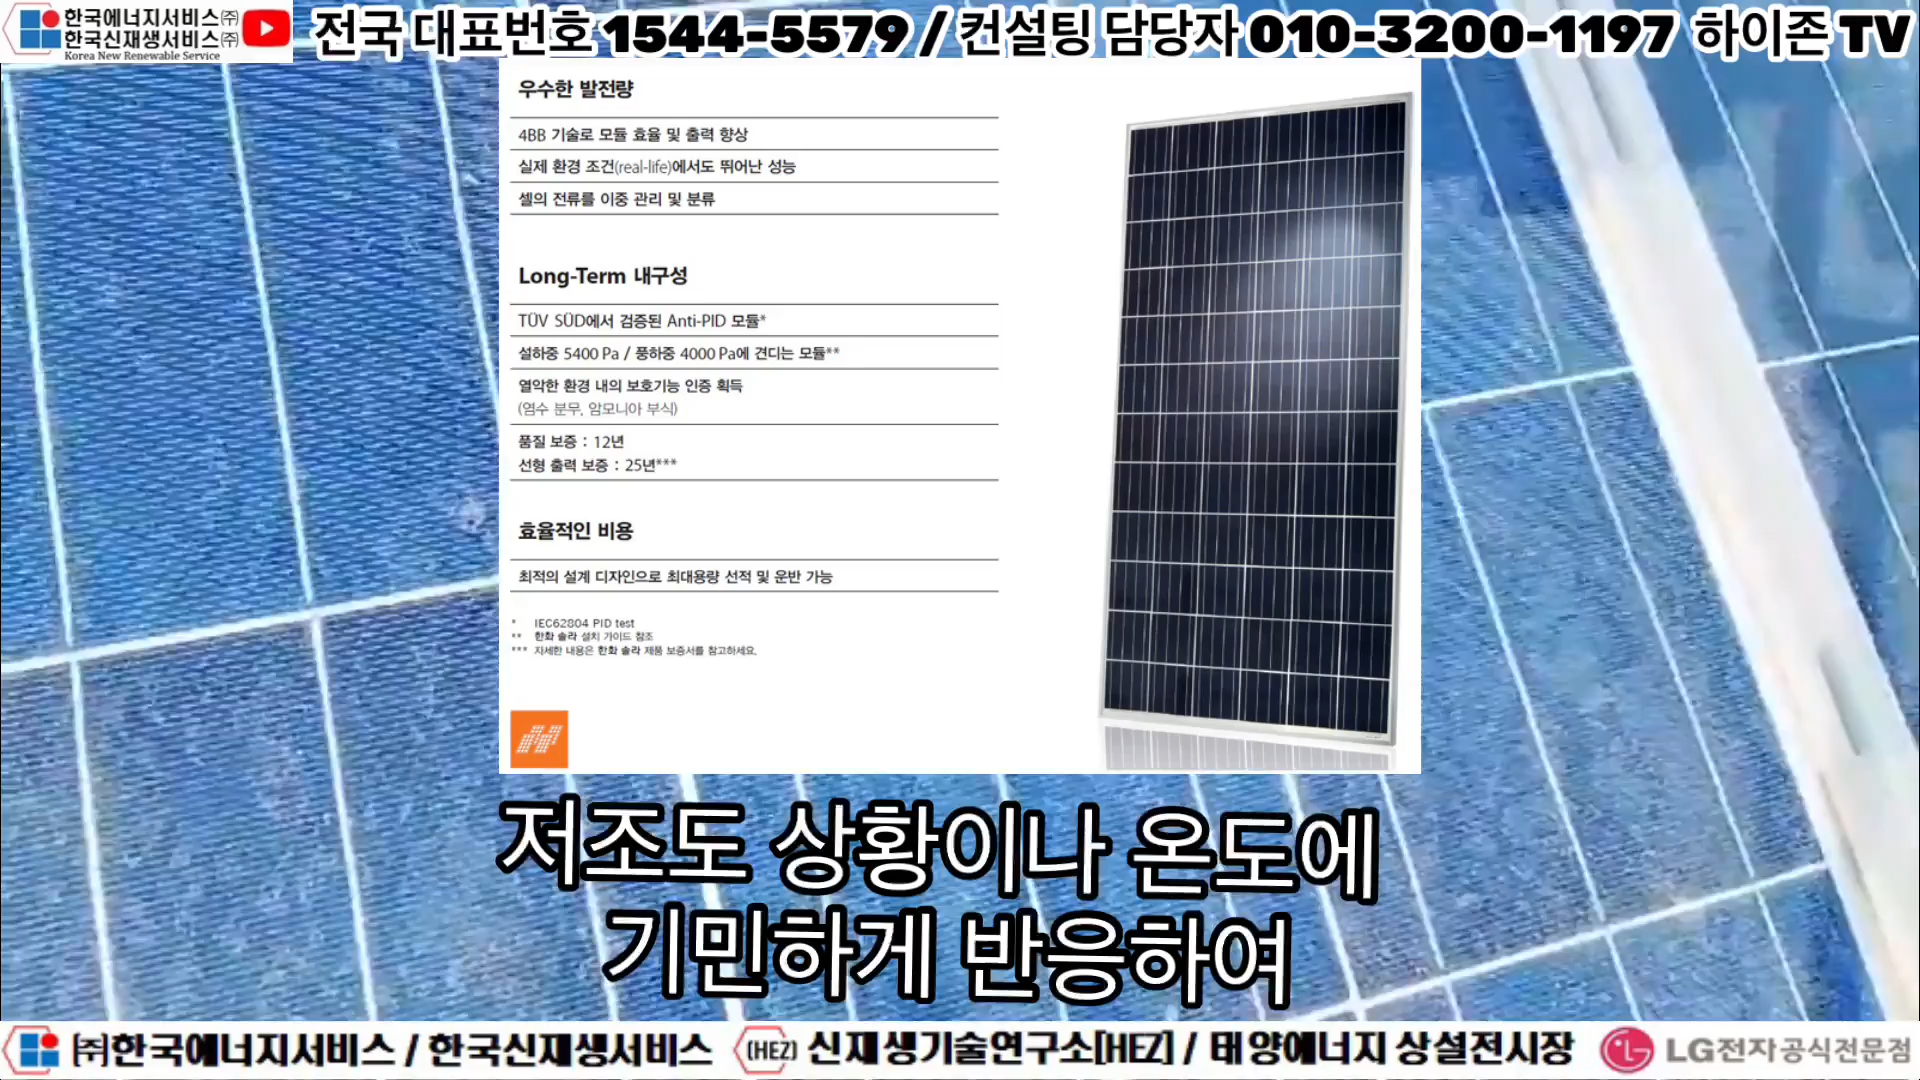 한국에너지서비스㈜
한국신재생서비스㈜
Korea New Renewable Service
전국 대표번호 1544-5579 / 컨설팅 담당자 010-3200-1197 하이존 TV
우수한 발전량
4BB 기술로 모듈 효율 및 출력 향상
실제 환경 조건(real-life)에서도 뛰어난 성능
셀의 전류를 이중 관리 및 분류
Long-Term 내구성
TÜV SÜD에서 검증된 Anti-PID 모듈*
설하중 5400 Pa / 풍하중 4000 Pa에 견디는 모듈**
열악한 환경 내의 보호기능 인증 획득
(염수 분무, 암모니아 부식)
품질 보증 : 12년
선형 출력 보증 : 25년***
효율적인 비용
최적의 설계 디자인으로 최대용량 선적 및 운반 가능
* IEC62804 PID test
** 한화 솔라 설치 가이드 참조
*** 자세한 내용은 한화 솔라 제품 보증서를 참고하세요.
저조도 상황이나 온도에
기민하게 반응하여
㈜한국에너지서비스 / 한국신재생서비스 (HEZ) 신재생기술연구소[HEZ] / 태양에너지 상설전시장 LG LG전자 공식전문점